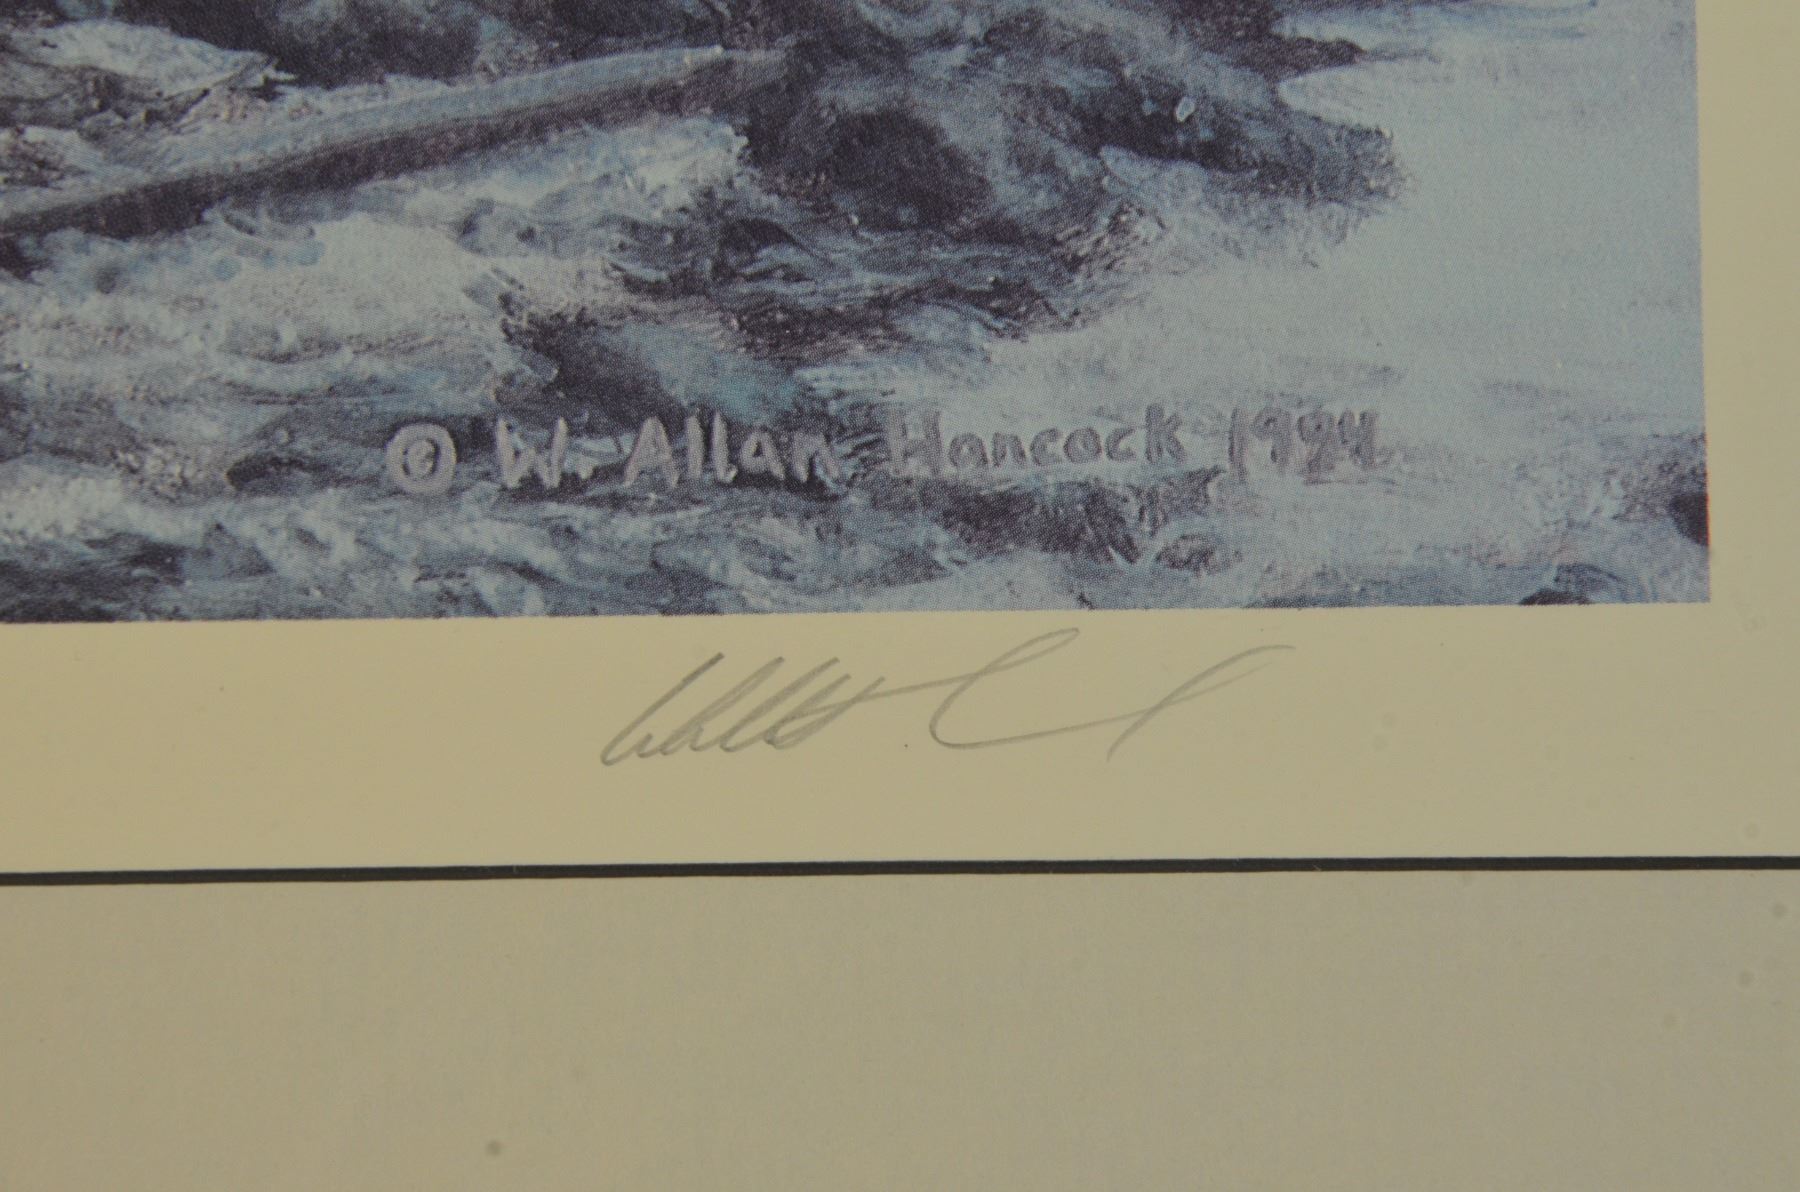 © W. Allan Hancock 1994